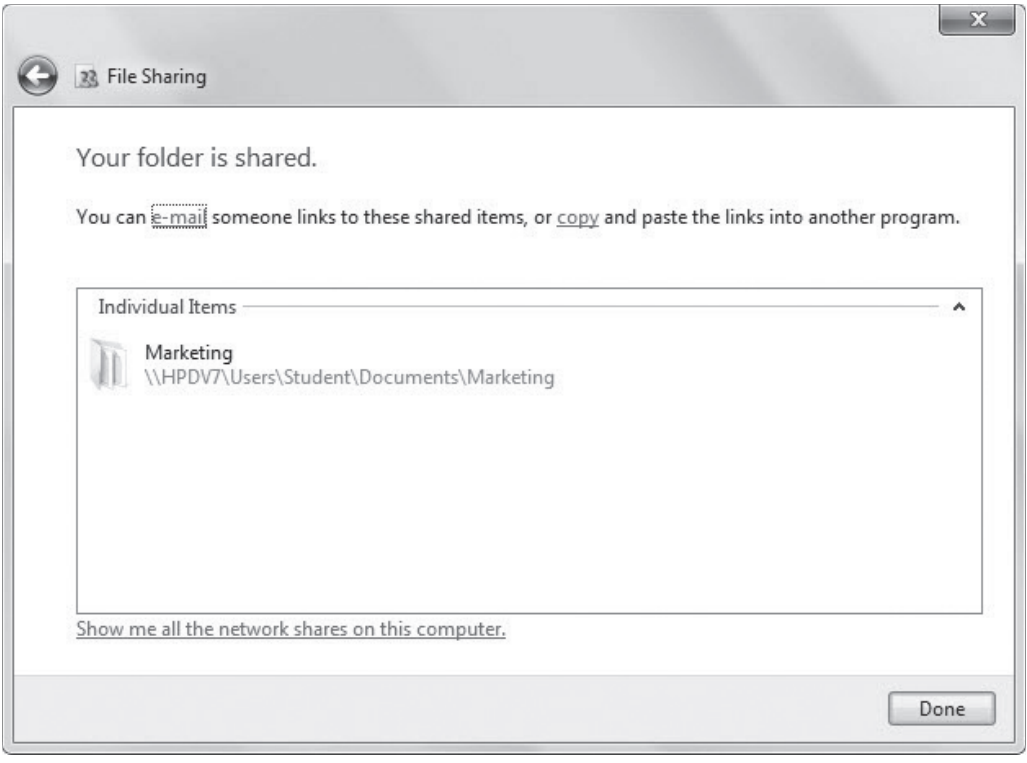 File Sharing
Your folder is shared.
You can e-mail someone links to these shared items, or copy and paste the links into another program.
Individual Items
Marketing
\\HPDV7\Users\Student\Documents\Marketing
Show me all the network shares on this computer.
Done